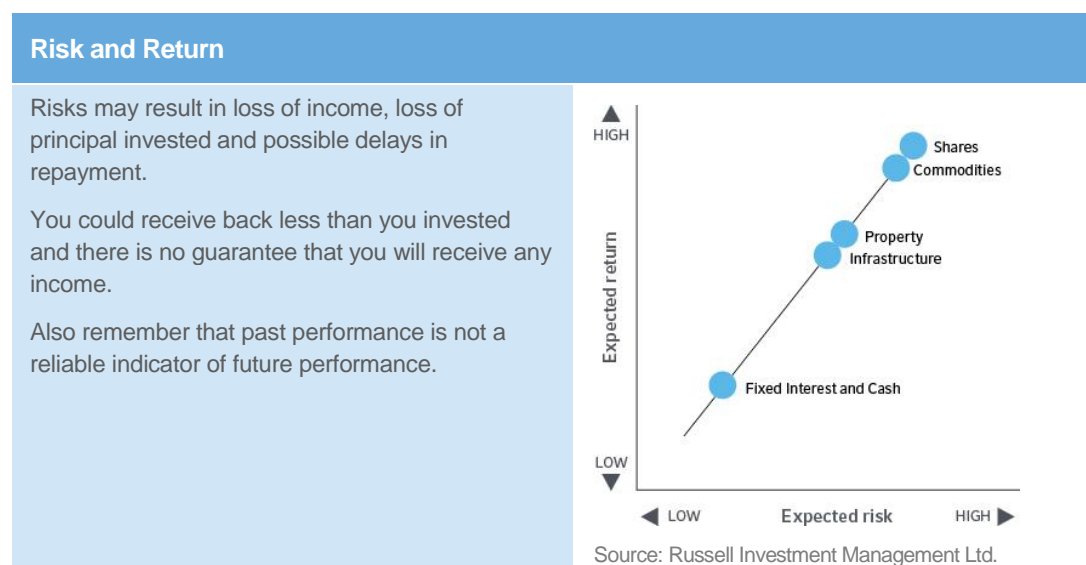 Risk and Return
Risks may result in loss of income, loss of
principal invested and possible delays in
repayment.
You could receive back less than you invested
and there is no guarantee that you will receive any
income.
Also remember that past performance is not a
reliable indicator of future performance.
HIGH
Shares
Commodities
Property
Infrastructure
Expected return
Fixed Interest and Cash
LOW
LOW
Expected risk
HIGH
Source: Russell Investment Management Ltd.